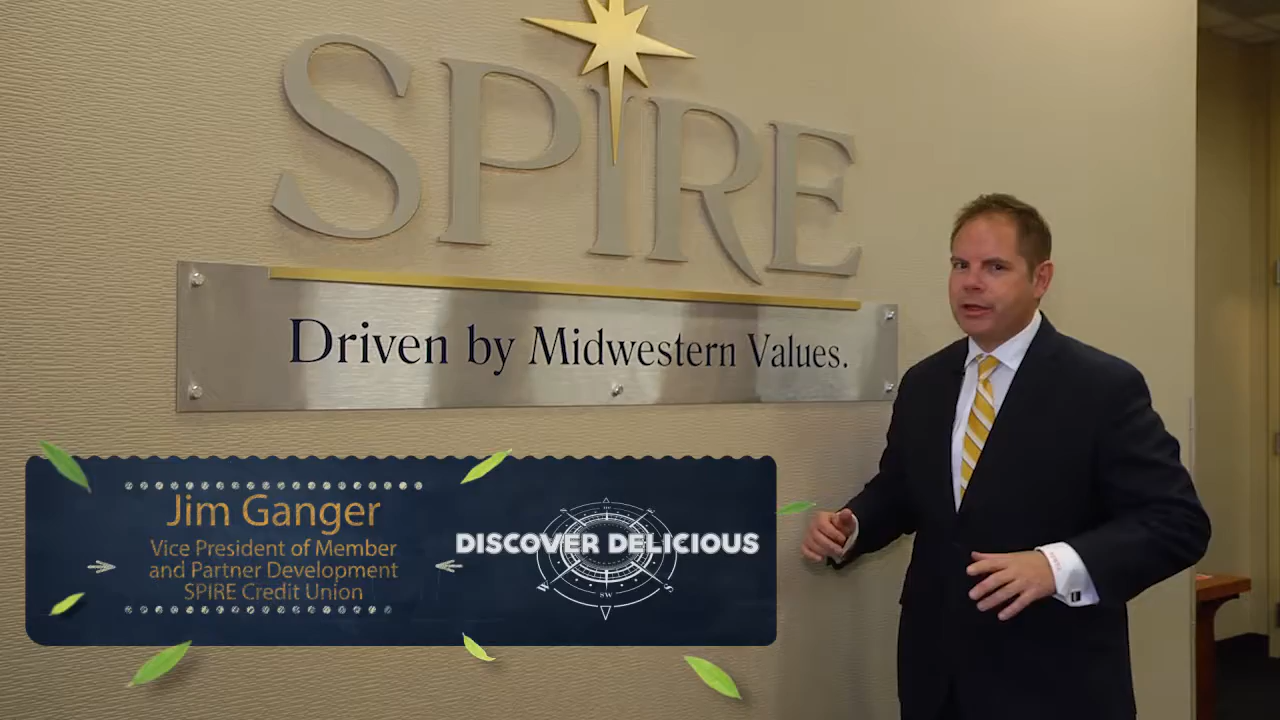 SPIRE
Driven by Midwestern Values.
Jim Ganger
Vice President of Member
and Partner Development
SPIRE Credit Union
DISCOVER DELICIOUS
W
SW
S